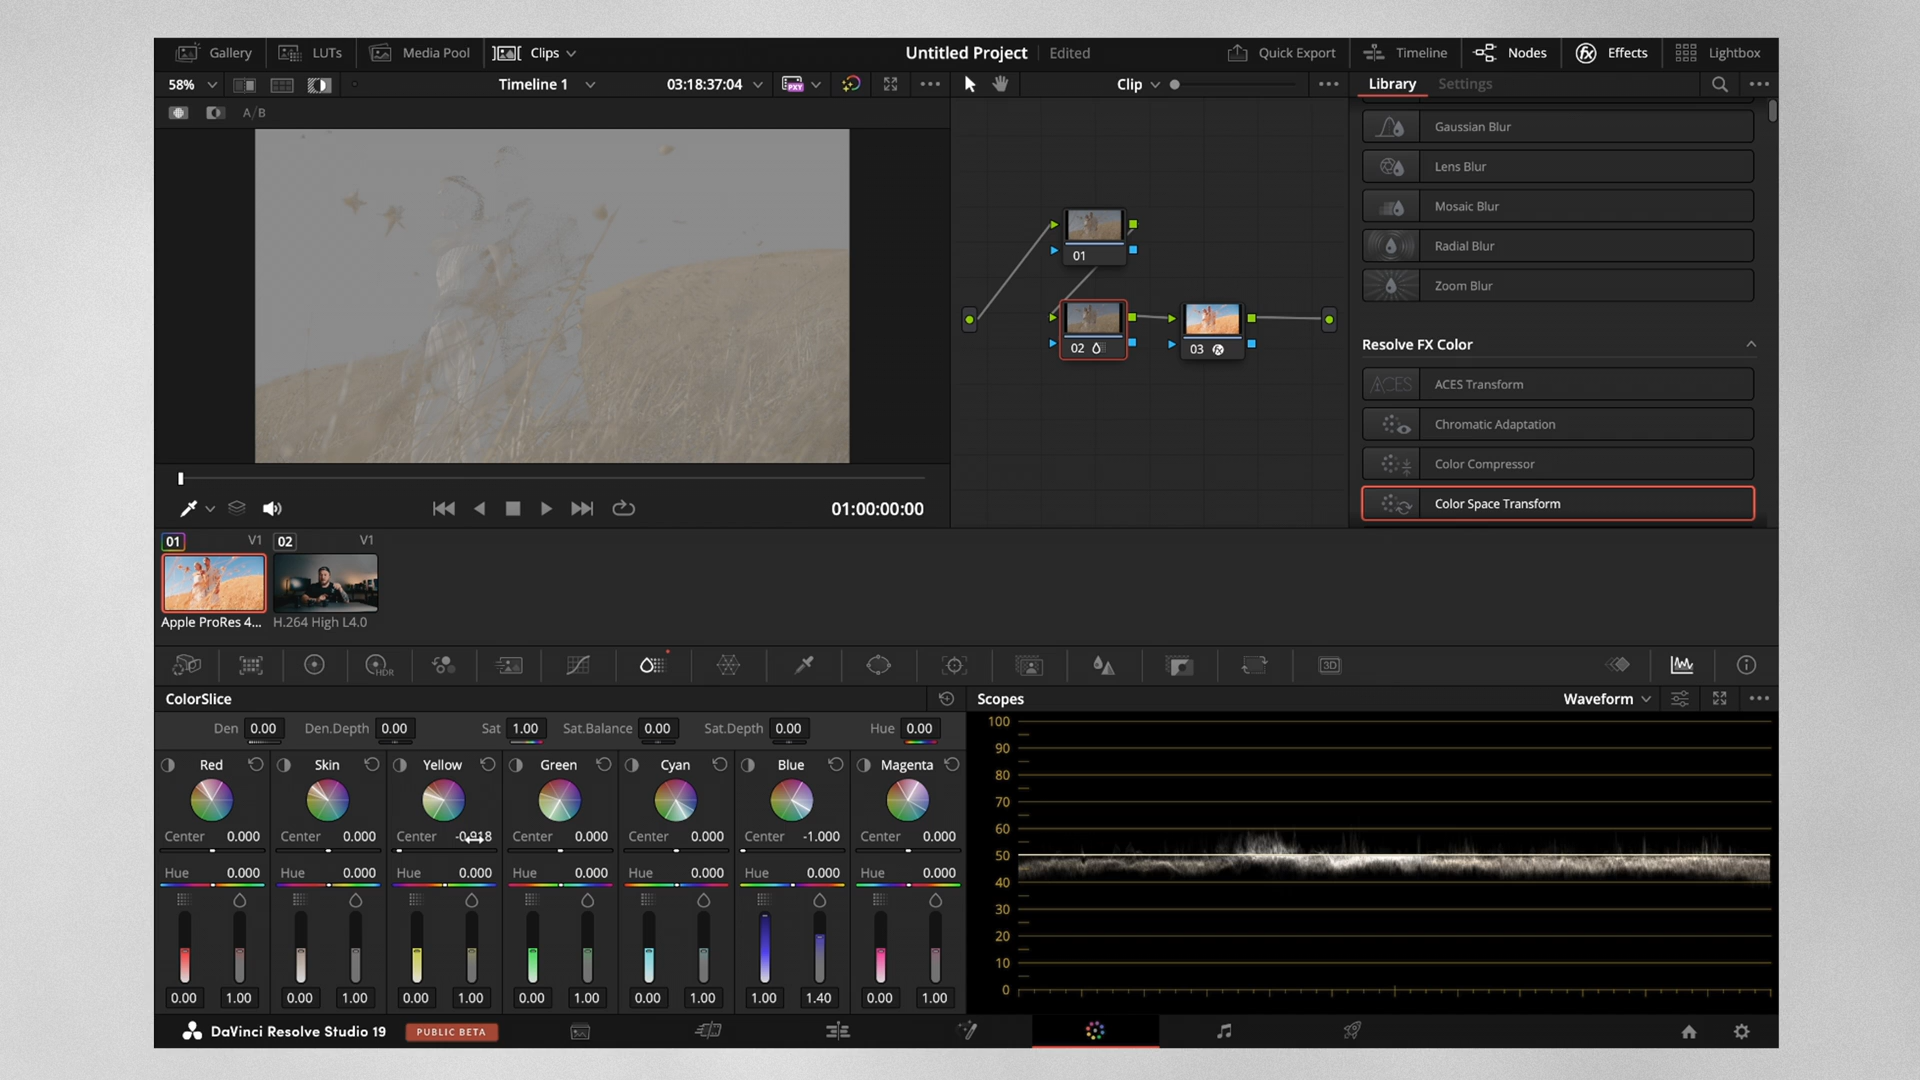 Gallery LUTs Media Pool Clips Untitled Project Edited Quick Export Timeline Nodes Effects Lightbox
58% Timeline 1 03:18:37:04 PXY Clip Library Settings
A/B
Gaussian Blur
Lens Blur
Mosaic Blur
Radial Blur
Zoom Blur
Resolve FX Color
ACES ACES Transform
Chromatic Adaptation
Color Compressor
Color Space Transform
01
02 03 fx
01:00:00:00
01 V1 02 V1
Apple ProRes 4... H.264 High L4.0
HDR 3D
ColorSlice Scopes Waveform
Den 0.00 Den.Depth 0.00 Sat 1.00 Sat.Balance 0.00 Sat.Depth 0.00 Hue 0.00
Red Skin Yellow Green Cyan Blue Magenta
Center 0.000 Center 0.000 Center -0.918 Center 0.000 Center 0.000 Center -1.000 Center 0.000
Hue 0.000 Hue 0.000 Hue 0.000 Hue 0.000 Hue 0.000 Hue 0.000 Hue 0.000
0.00 1.00 0.00 1.00 0.00 1.00 0.00 1.00 0.00 1.00 1.00 1.40 0.00 1.00
100
90
80
70
60
50
40
30
20
10
0
DaVinci Resolve Studio 19 PUBLIC BETA